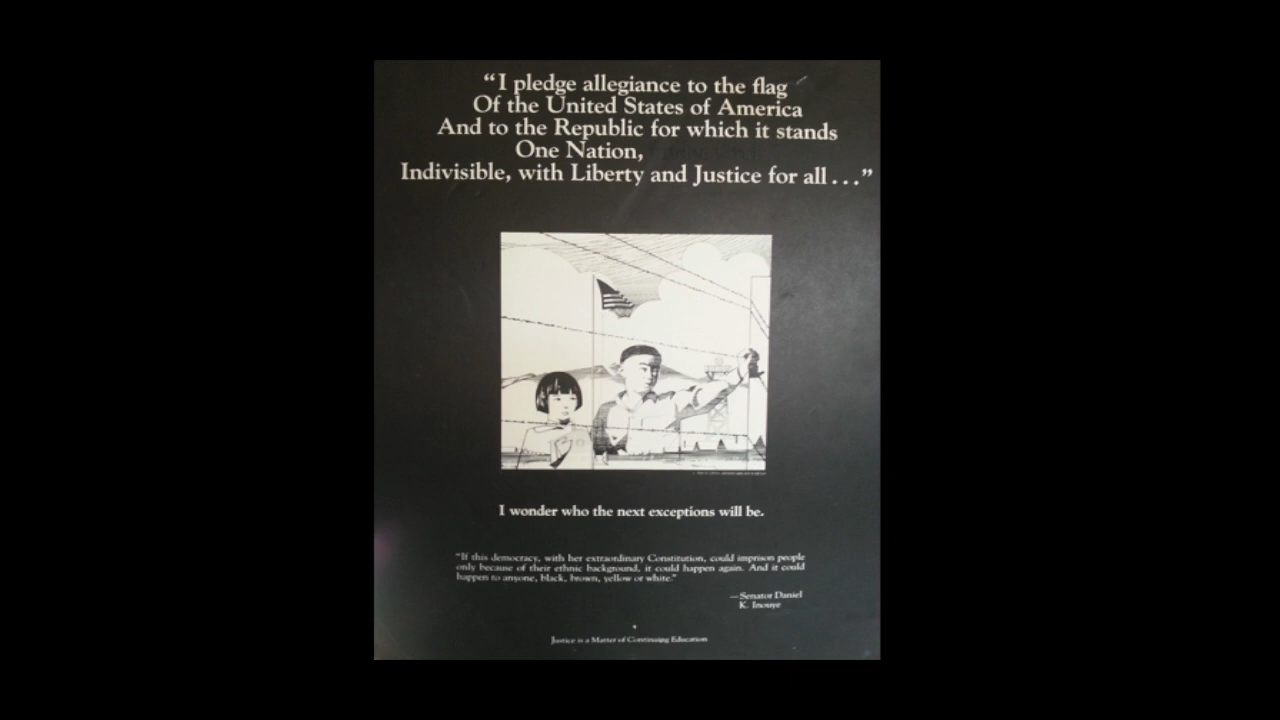 “I pledge allegiance to the flag
Of the United States of America
And to the Republic for which it stands
One Nation,
Indivisible, with Liberty and Justice for all . . .”
I wonder who the next exceptions will be.
“If this democracy, with her extraordinary Constitution, could imprison people
only because of their ethnic background, it could happen again. And it could
happen to anyone, black, brown, yellow or white.”
—Senator Daniel
K. Inouye
Justice is a Matter of Continuing Education